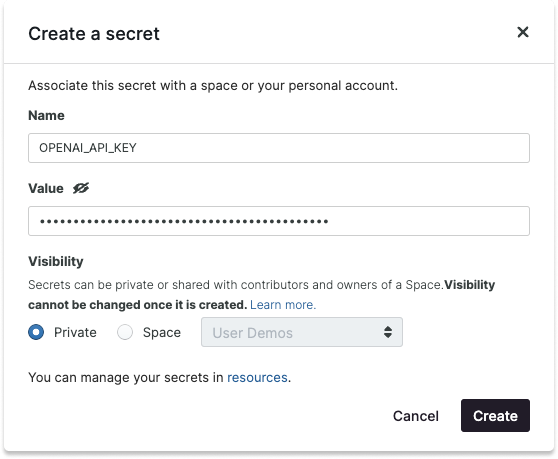 Create a secret
Associate this secret with a space or your personal account.
Name
OPENAI_API_KEY
Value
•••••••••••••••••••••••••••••••••••••••••••
Visibility
Secrets can be private or shared with contributors and owners of a Space.Visibility
cannot be changed once it is created. Learn more.
Private Space User Demos
You can manage your secrets in resources.
Cancel Create